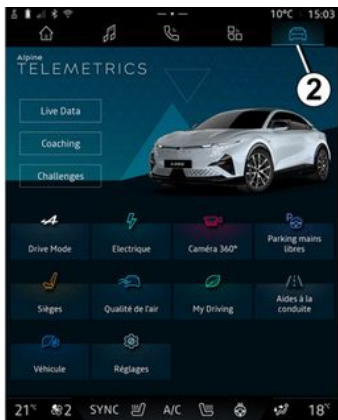 10°C 15:03
2
Alpine
TELEMETRICS
Live Data
Coaching
Challenges
Drive Mode
Electrique
Caméra 360°
Parking mains
libres
Sièges
Qualité de l'air
My Driving
Aides à la
conduite
Véhicule
Réglages
21° 2 SYNC A/C 18°